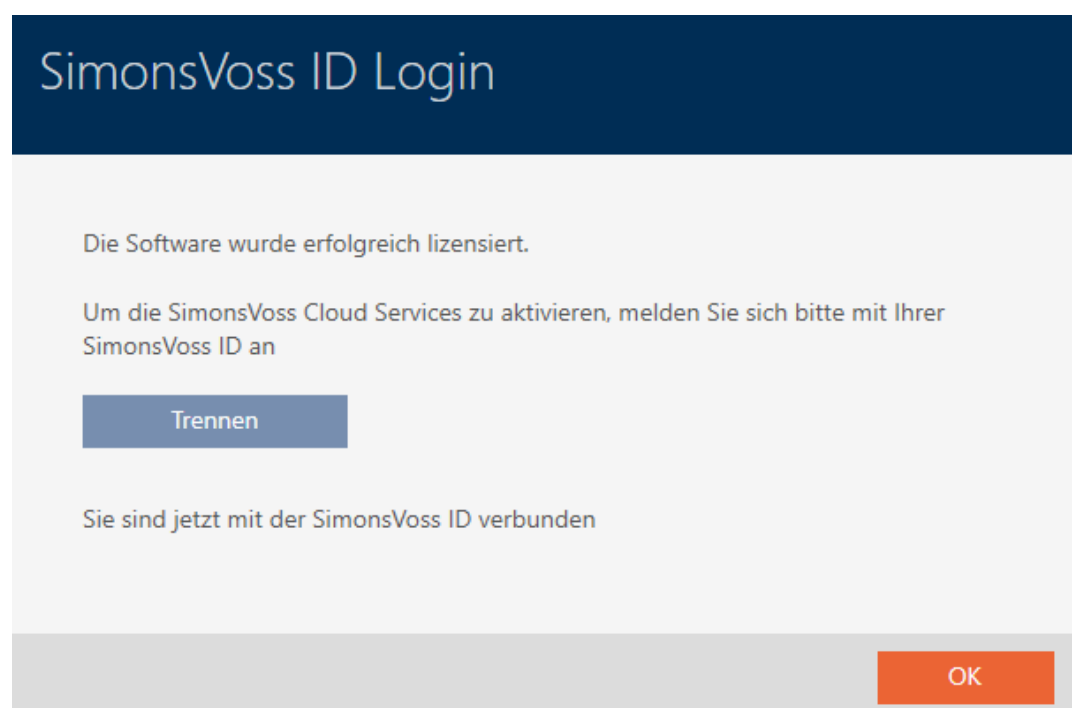 SimonsVoss ID Login
Die Software wurde erfolgreich lizensiert.
Um die SimonsVoss Cloud Services zu aktivieren, melden Sie sich bitte mit Ihrer
SimonsVoss ID an
Trennen
Sie sind jetzt mit der SimonsVoss ID verbunden
OK